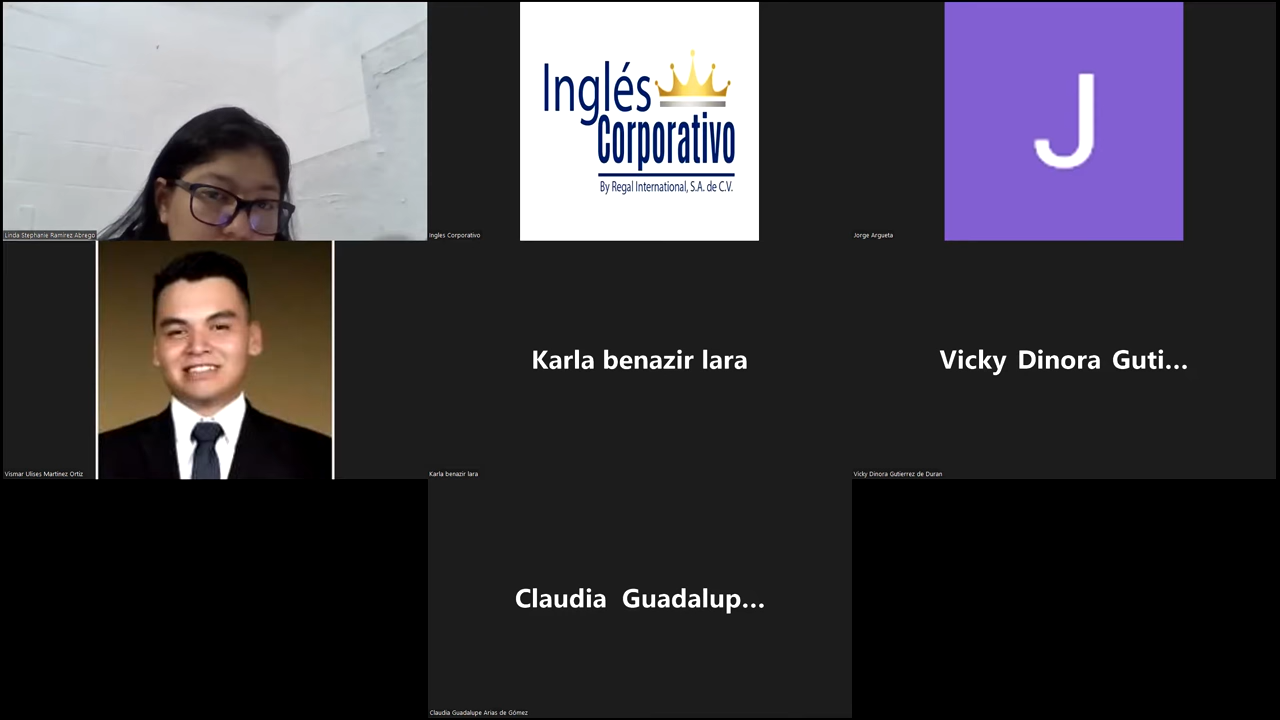 Linda Stephanie Ramirez Abrego
Inglés
Corporativo
By Regal International, S.A. de C.V.
Ingles Corporativo
J
Jorge Argueta
Vismar Ulises Martinez Ortiz
Karla benazir lara
Karla benazir lara
Vicky Dinora Guti...
Vicky Dinora Gutierrez de Duran
Claudia Guadalup...
Claudia Guadalupe Arias de Gómez